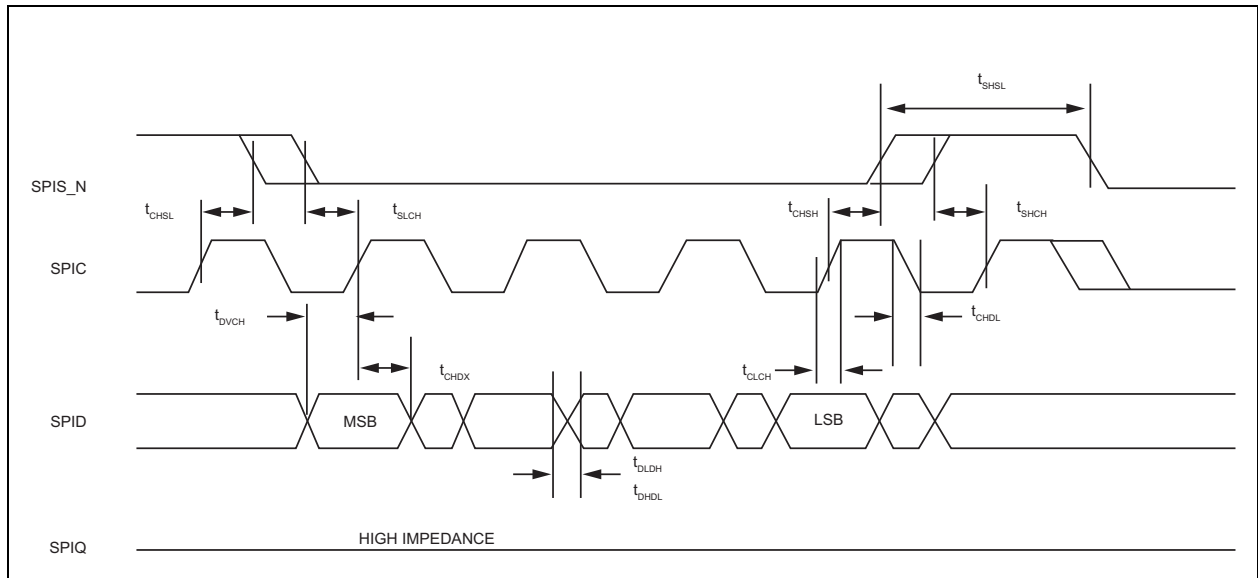 tSHSL
SPIS_N
tCHSL
tSLCH
tCHSH
tSHCH
SPIC
tDVCH
tCHDL
tCHDX
tCLCH
SPID
MSB
LSB
tDLDH
tDHDL
HIGH IMPEDANCE
SPIQ